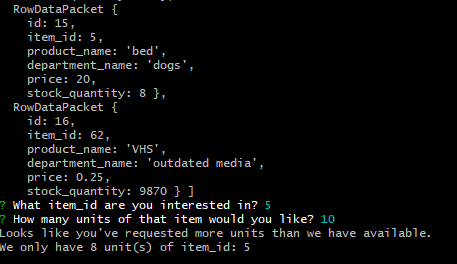 RowDataPacket {
id: 15,
item_id: 5,
product_name: 'bed',
department_name: 'dogs',
price: 20,
stock_quantity: 8 },
RowDataPacket {
id: 16,
item_id: 62,
product_name: 'VHS',
department_name: 'outdated media',
price: 0.25,
stock_quantity: 9870 } ]
? What item_id are you interested in? 5
? How many units of that item would you like? 10
Looks like you've requested more units than we have available.
We only have 8 unit(s) of item_id: 5